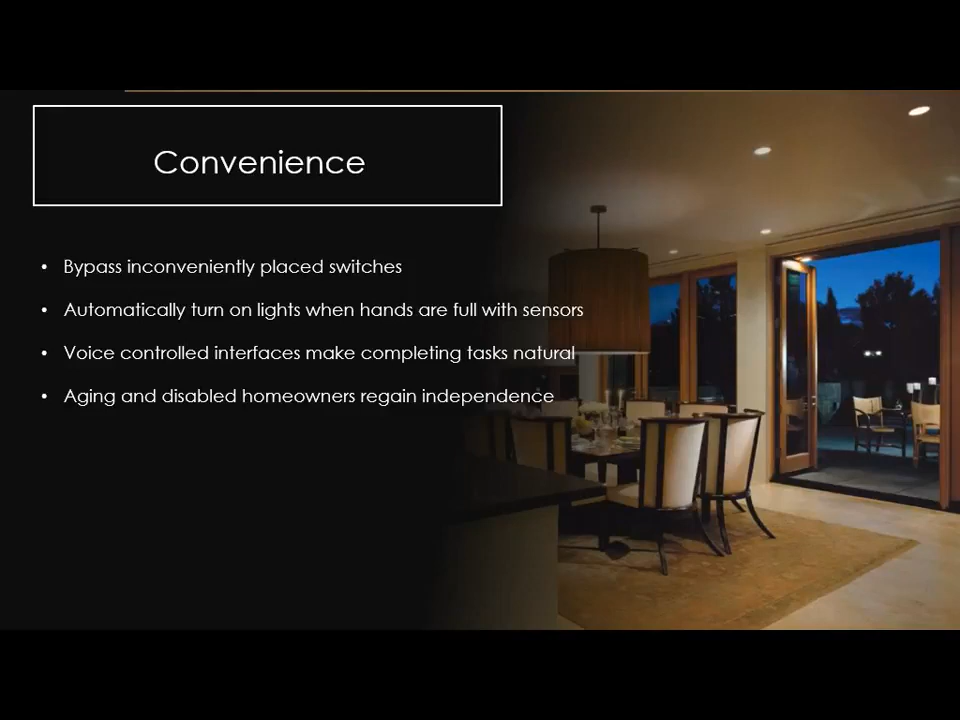 Convenience
• Bypass inconveniently placed switches
• Automatically turn on lights when hands are full with sensors
• Voice controlled interfaces make completing tasks natural
• Aging and disabled homeowners regain independence